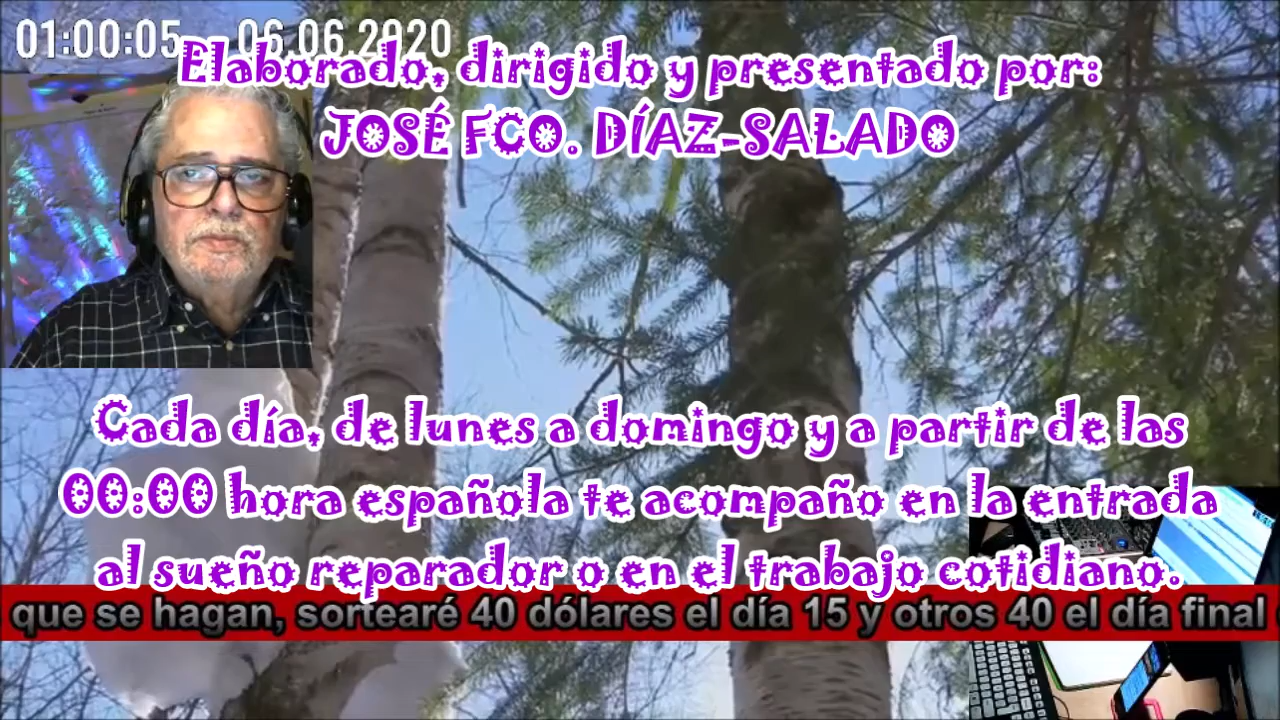 01:00:05 06.06.2020
Elaborado, dirigido y presentado por:
JOSÉ FCO. DÍAZ-SALADO
Cada día, de lunes a domingo y a partir de las
00:00 hora española te acompaño en la entrada
al sueño reparador o en el trabajo cotidiano.
que se hagan, sortearé 40 dólares el día 15 y otros 40 el día final